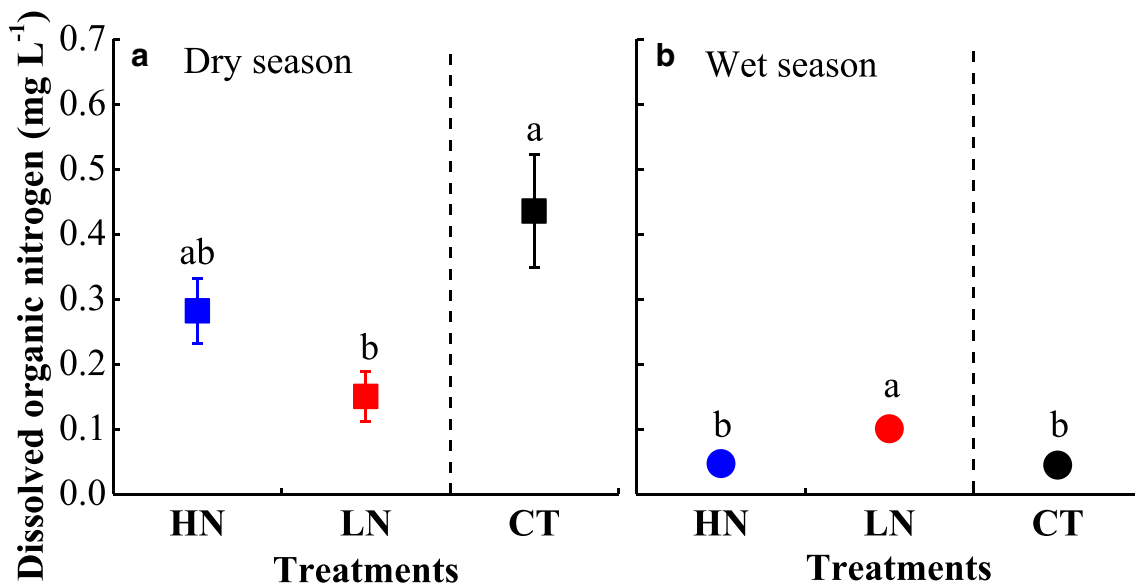 Dissolved organic nitrogen (mg L⁻¹)
0.7
0.6
0.5
0.4
0.3
0.2
0.1
0.0
a Dry season
ab
b
a
HN LN CT
Treatments
b Wet season
b
a
b
HN LN CT
Treatments